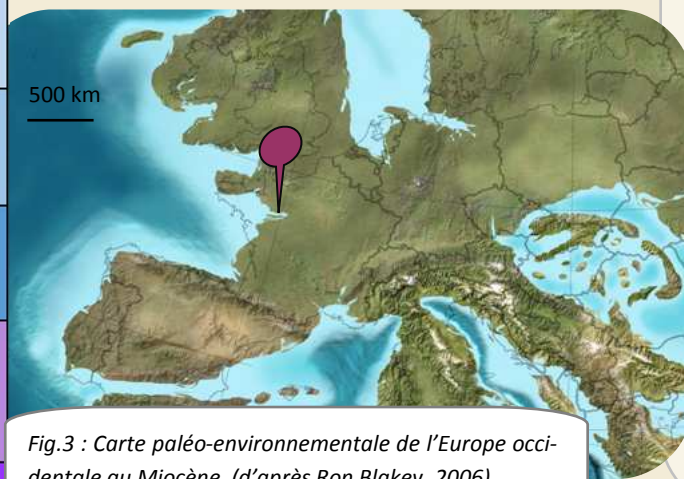 500 km
Fig.3 : Carte paléo-environnementale de l’Europe occi-
dentale au Miocène (d’après Ron Blakey, 2006)